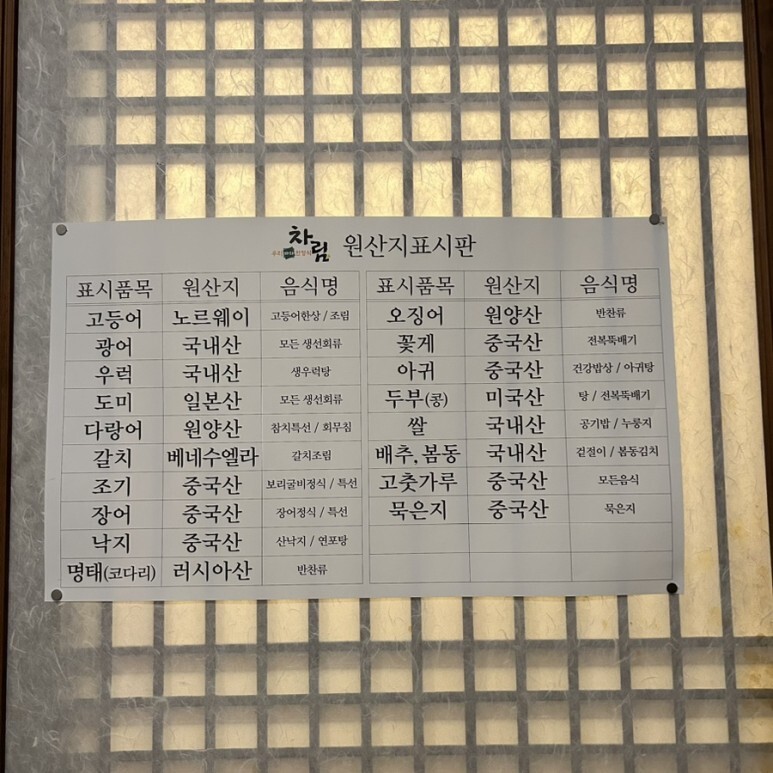 차림 원산지표시판
표시품목 원산지 음식명
고등어 노르웨이 고등어한상 / 조림
광어 국내산 모든 생선회류
우럭 국내산 생우럭탕
도미 일본산 모든 생선회류
다랑어 원양산 참치특선 / 회무침
갈치 베네수엘라 갈치조림
조기 중국산 보리굴비정식 / 특선
장어 중국산 장어정식 / 특선
낙지 중국산 산낙지 / 연포탕
명태(코다리) 러시아산 반찬류
표시품목 원산지 음식명
오징어 원양산 반찬류
꽃게 중국산 전복뚝배기
아귀 중국산 건강밥상 / 아귀탕
두부(콩) 미국산 탕 / 전복뚝배기
쌀 국내산 공기밥 / 누룽지
배추, 봄동 국내산 겉절이 / 봄동김치
고춧가루 중국산 모든음식
묵은지 중국산 묵은지